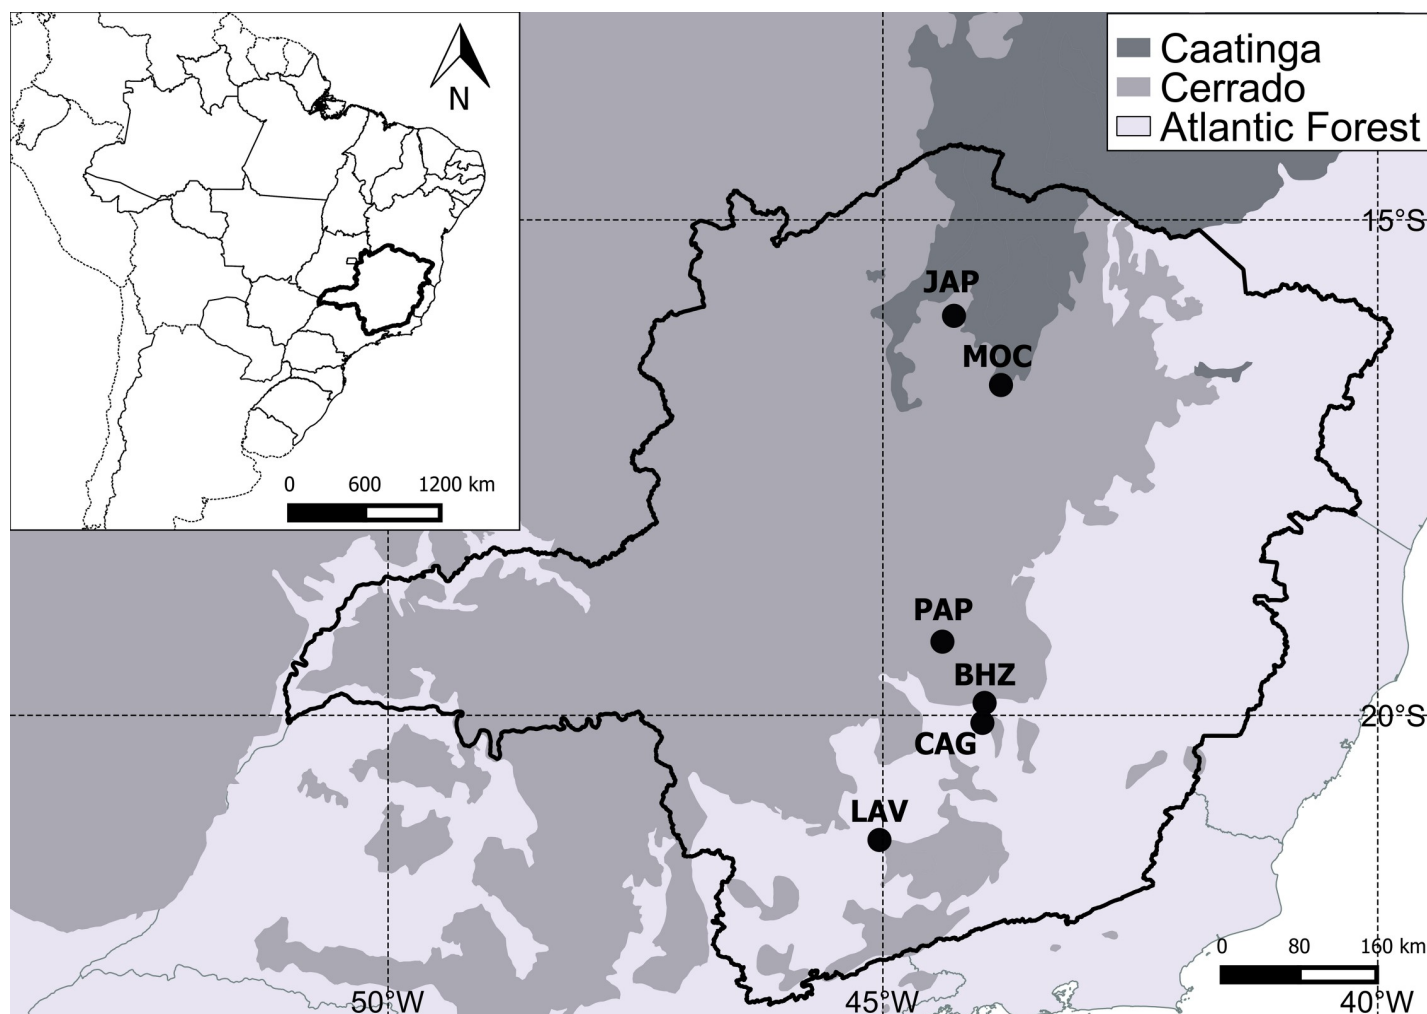 N
0 600 1200 km
Caatinga
Cerrado
Atlantic Forest
15°S
JAP
MOC
PAP
BHZ
20°S
CAG
LAV
0 80 160 km
50°W 45°W 40°W